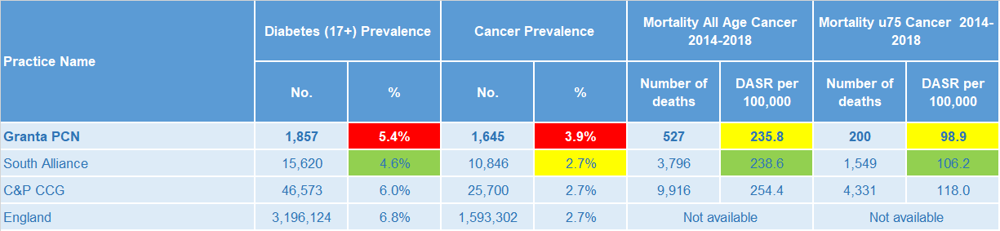 Practice Name Diabetes (17+) Prevalence Cancer Prevalence Mortality All Age Cancer 2014-2018 Mortality u75 Cancer 2014-2018
No. % No. % Number of deaths DASR per 100,000 Number of deaths DASR per 100,000
Granta PCN 1,857 5.4% 1,645 3.9% 527 235.8 200 98.9
South Alliance 15,620 4.6% 10,846 2.7% 3,796 238.6 1,549 106.2
C&P CCG 46,573 6.0% 25,700 2.7% 9,916 254.4 4,331 118.0
England 3,196,124 6.8% 1,593,302 2.7% Not available Not available